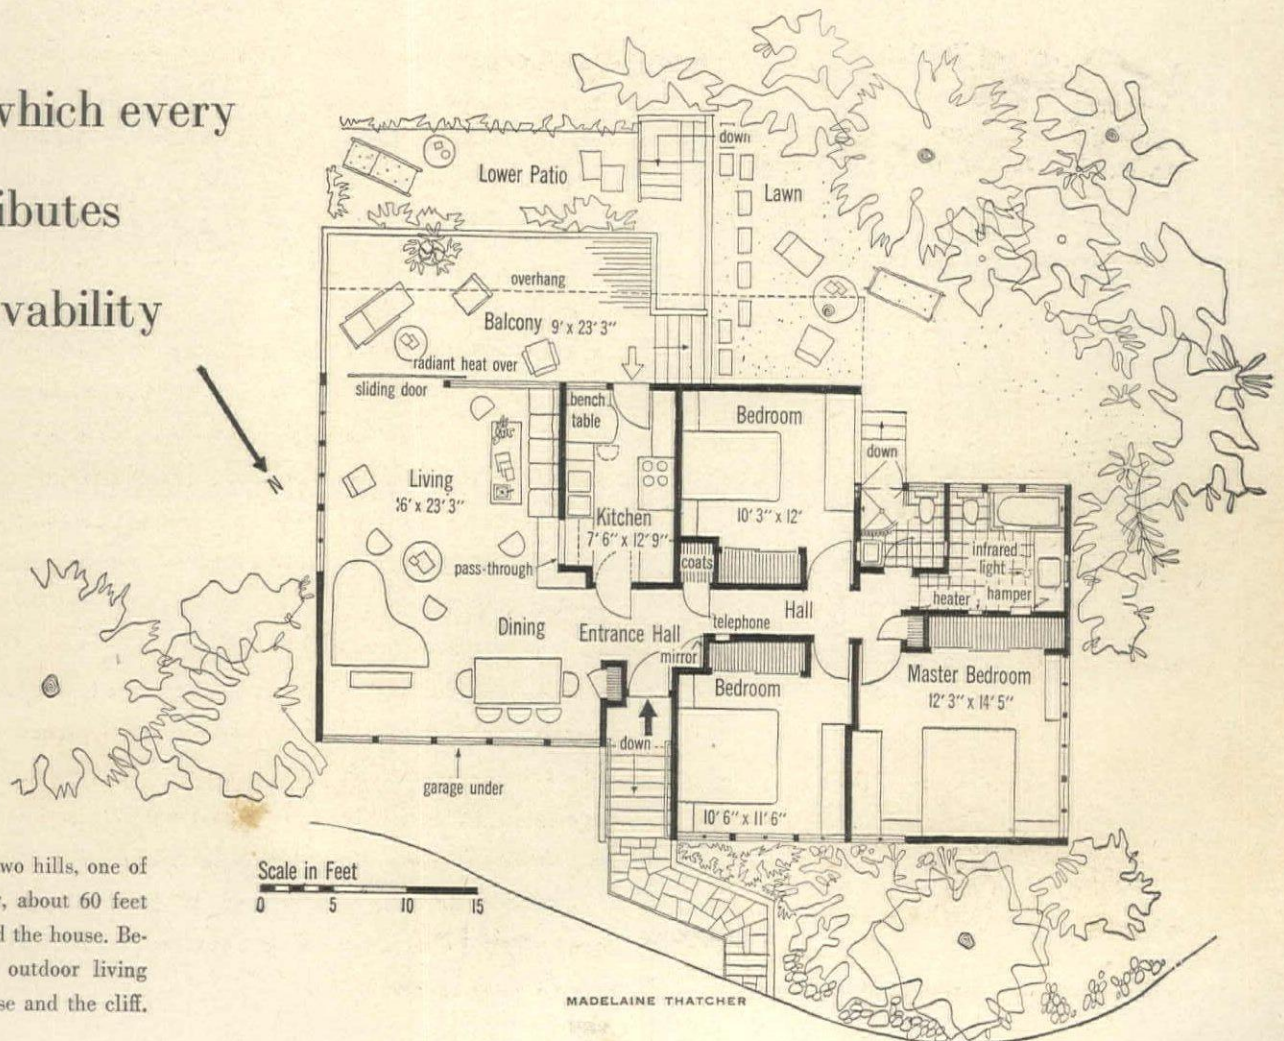 which every
ibutes
vability
N
Lower Patio
down
Lawn
overhang
Balcony 9' x 23' 3"
radiant heat over
sliding door
bench
table
Bedroom
10' 3" x 12'
down
Living
16' x 23' 3"
Kitchen
7' 6" x 12' 9"
pass-through
coats
infrared
light
heater
hamper
telephone
Hall
Dining
Entrance Hall
mirror
Bedroom
10' 6" x 11' 6"
Master Bedroom
12' 3" x 14' 5"
down
garage under
Scale in Feet
0 5 10 15
two hills, one of
, about 60 feet
d the house. Be-
outdoor living
se and the cliff.
MADELAINE THATCHER